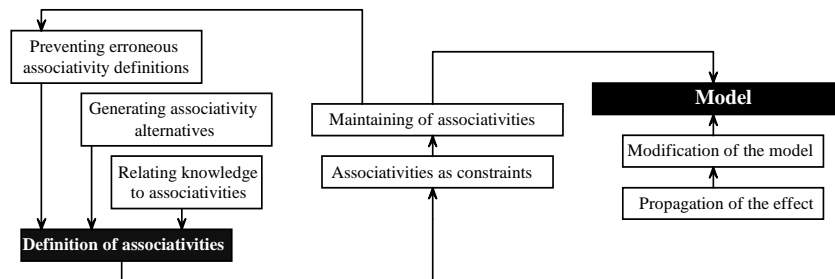 Preventing erroneous
associativity definitions
Generating associativity
alternatives
Relating knowledge
to associativities
Definition of associativities
Maintaining of associativities
Associativities as constraints
Model
Modification of the model
Propagation of the effect